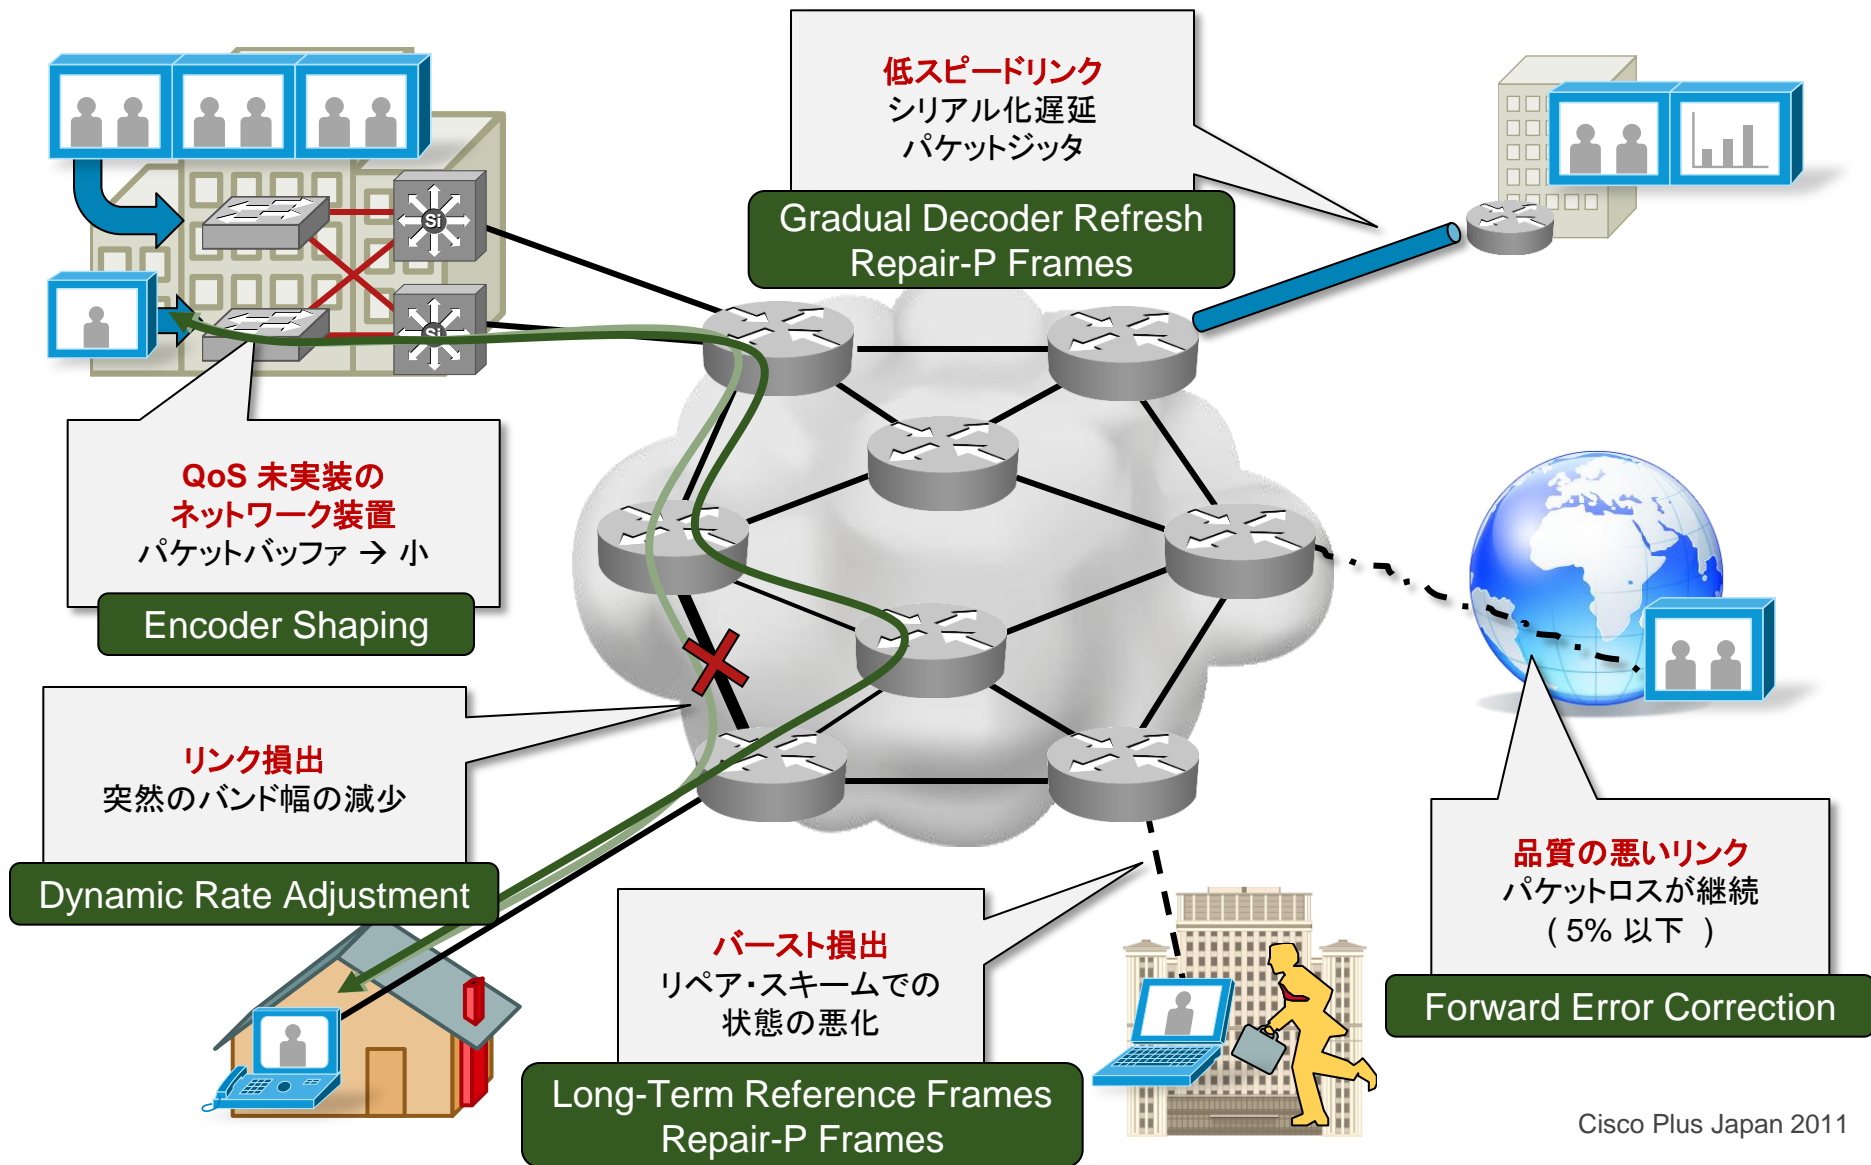 低スピードリンク
シリアル化遅延
パケットジッタ
Gradual Decoder Refresh
Repair-P Frames
Si
Si
QoS 未実装の
ネットワーク装置
パケットバッファ → 小
Encoder Shaping
リンク損出
突然のバンド幅の減少
Dynamic Rate Adjustment
バースト損出
リペア・スキームでの
状態の悪化
Long-Term Reference Frames
Repair-P Frames
品質の悪いリンク
パケットロスが継続
( 5% 以下 )
Forward Error Correction
Cisco Plus Japan 2011